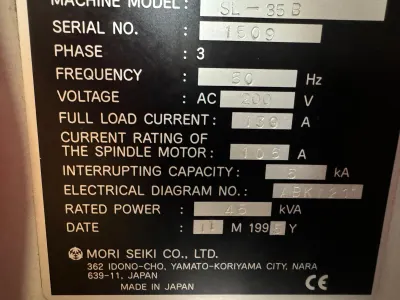 MACHINE MODEL: SL-35B
SERIAL NO. : 1509
PHASE : 3
FREQUENCY : 50 Hz
VOLTAGE : AC 200 V
FULL LOAD CURRENT: A
CURRENT RATING OF
THE SPINDLE MOTOR: 106 A
INTERRUPTING CAPACITY: 5 kA
ELECTRICAL DIAGRAM NO.:
RATED POWER : 45 kVA
DATE : M Y
MORI SEIKI CO., LTD.
362 IDONO-CHO, YAMATO-KORIYAMA CITY, NARA
639-11, JAPAN
MADE IN JAPAN
CE